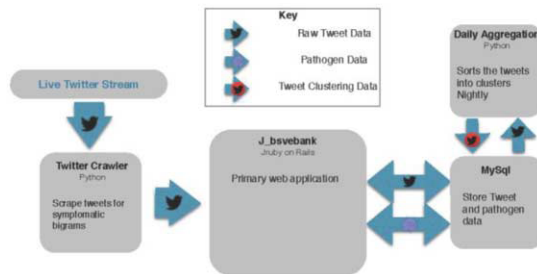 Key
Raw Tweet Data
Pathogen Data
Tweet Clustering Data
Daily Aggregation
Python
Sorts the tweets
into clusters
Nightly
Live Twitter Stream
Twitter Crawler
Python
Scrape tweets for
symptomatic
bigrams
J_bsvebank
Jruby on Rails
Primary web application
MySql
Store Tweet
and pathogen
data